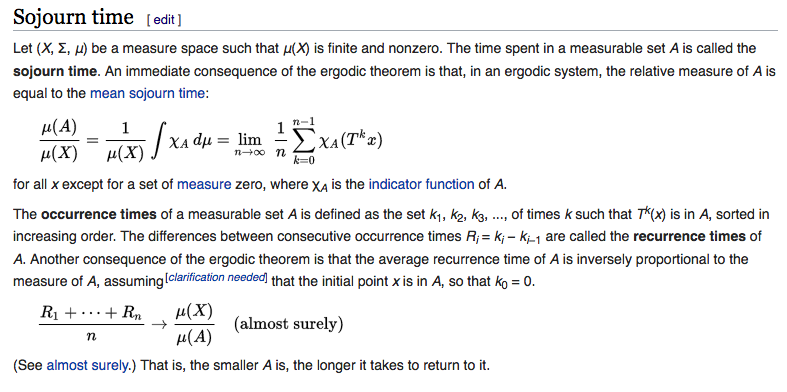 Sojourn time [ edit ]
Let (X, Σ, μ) be a measure space such that μ(X) is finite and nonzero. The time spent in a measurable set A is called the
sojourn time. An immediate consequence of the ergodic theorem is that, in an ergodic system, the relative measure of A is
equal to the mean sojourn time:
μ(A)/μ(X) = 1/μ(X) ∫ χ_A dμ = lim_{n→∞} 1/n ∑_{k=0}^{n−1} χ_A(T^k x)
for all x except for a set of measure zero, where χ_A is the indicator function of A.
The occurrence times of a measurable set A is defined as the set k₁, k₂, k₃, ..., of times k such that T^k(x) is in A, sorted in
increasing order. The differences between consecutive occurrence times R_i = k_i − k_{i−1} are called the recurrence times of
A. Another consequence of the ergodic theorem is that the average recurrence time of A is inversely proportional to the
measure of A, assuming[clarification needed] that the initial point x is in A, so that k₀ = 0.
(R₁ + ⋯ + R_n)/n → μ(X)/μ(A) (almost surely)
(See almost surely.) That is, the smaller A is, the longer it takes to return to it.